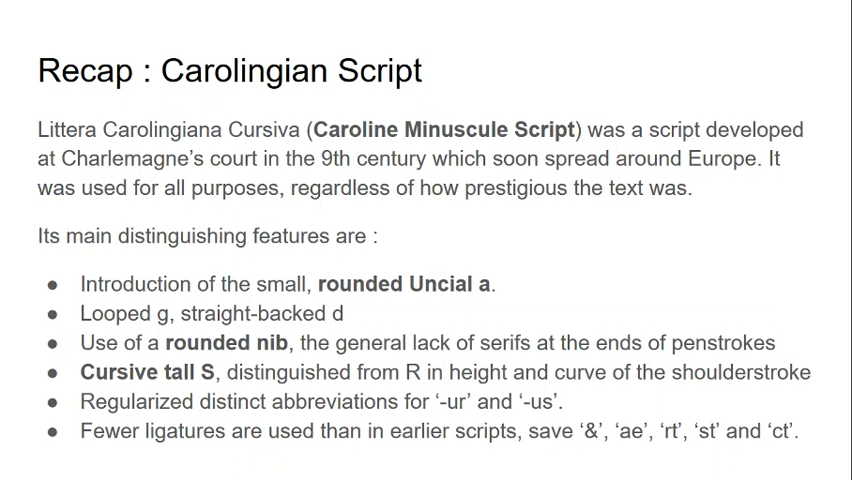 Recap : Carolingian Script
Littera Carolingiana Cursiva (Caroline Minuscule Script) was a script developed
at Charlemagne’s court in the 9th century which soon spread around Europe. It
was used for all purposes, regardless of how prestigious the text was.
Its main distinguishing features are :
● Introduction of the small, rounded Uncial a.
● Looped g, straight-backed d
● Use of a rounded nib, the general lack of serifs at the ends of penstrokes
● Cursive tall S, distinguished from R in height and curve of the shoulderstroke
● Regularized distinct abbreviations for ‘-ur’ and ‘-us’.
● Fewer ligatures are used than in earlier scripts, save ‘&’, ‘ae’, ‘rt’, ‘st’ and ‘ct’.